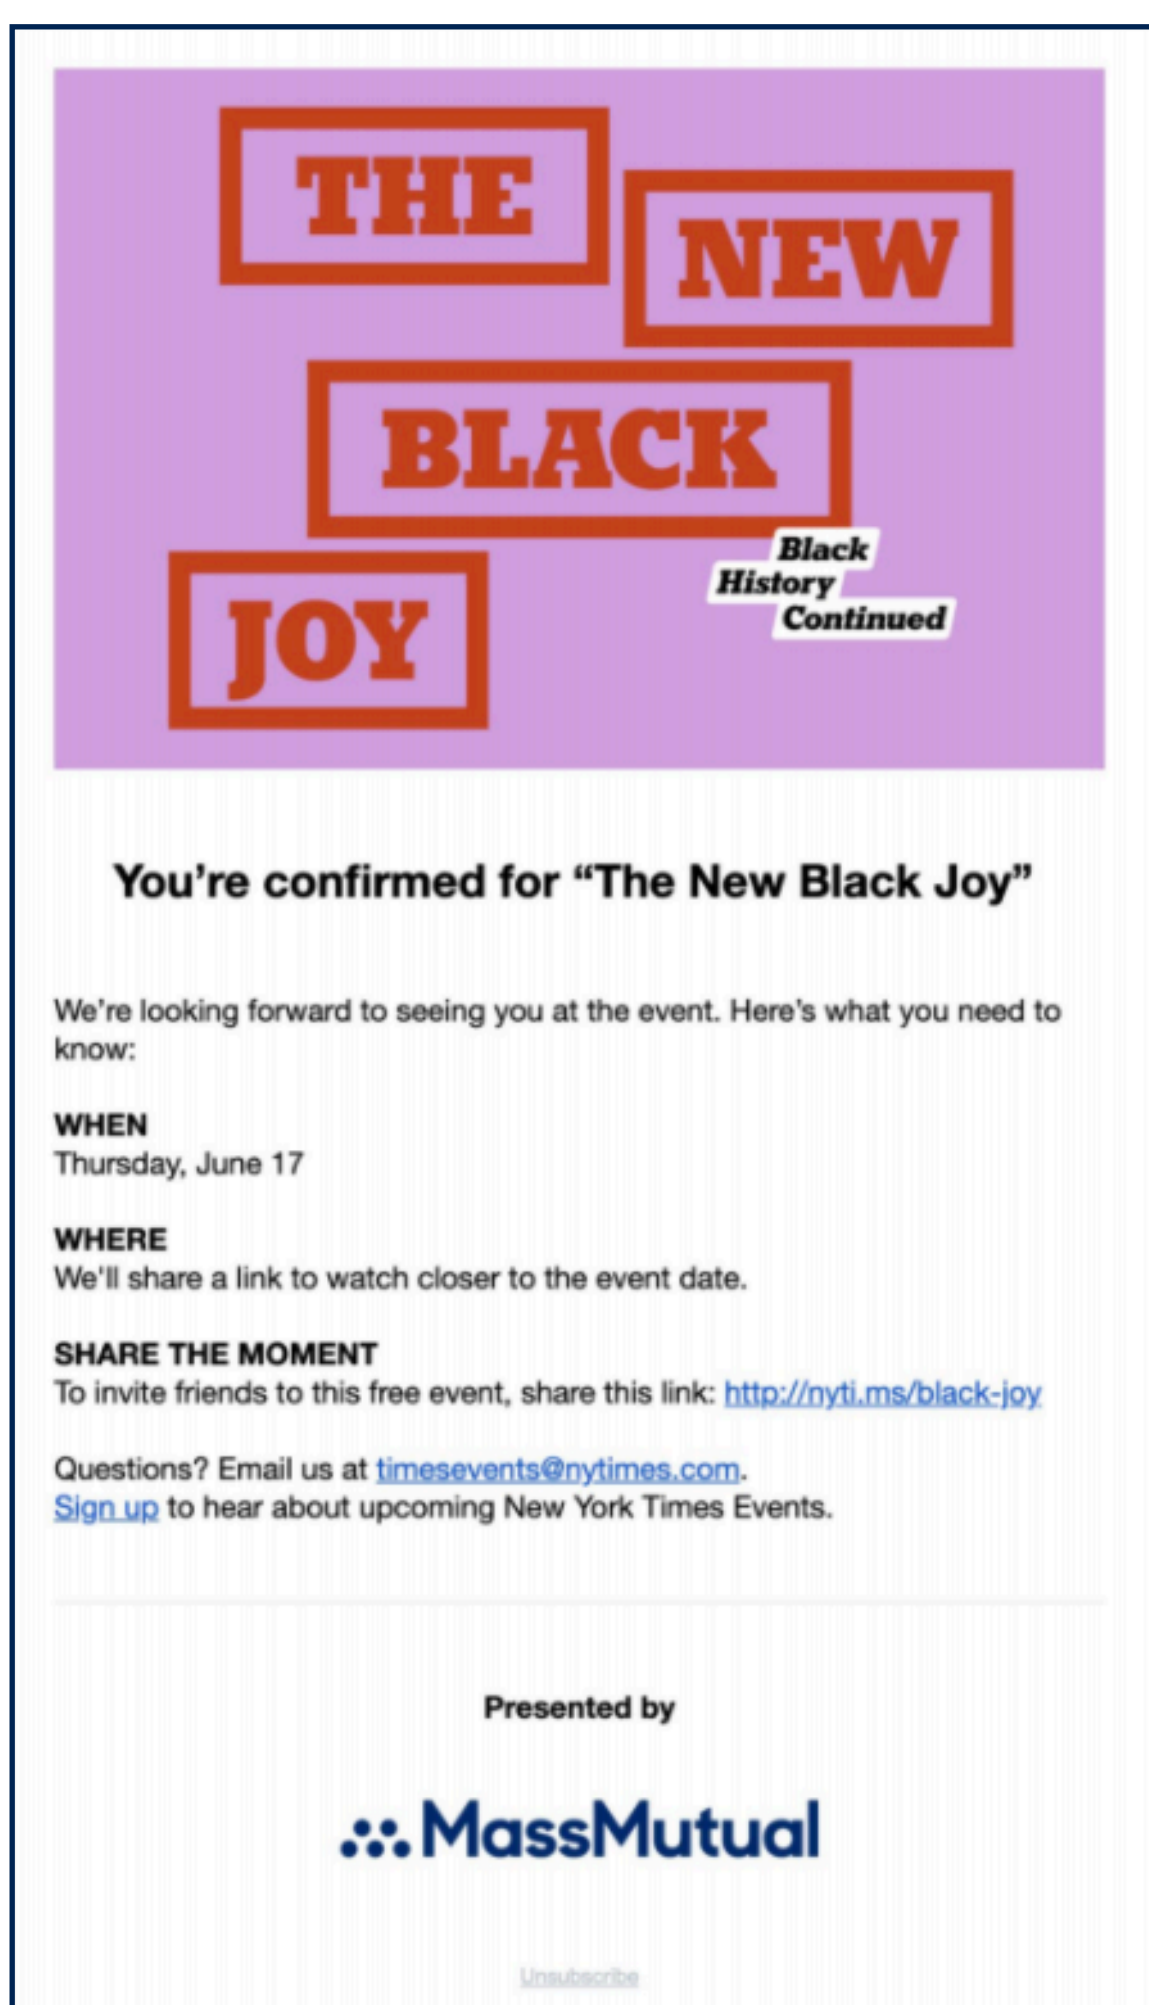 THE
NEW
BLACK
JOY
Black
History
Continued
You’re confirmed for “The New Black Joy”
We’re looking forward to seeing you at the event. Here’s what you need to
know:
WHEN
Thursday, June 17
WHERE
We'll share a link to watch closer to the event date.
SHARE THE MOMENT
To invite friends to this free event, share this link: http://nyti.ms/black-joy
Questions? Email us at timesevents@nytimes.com.
Sign up to hear about upcoming New York Times Events.
Presented by
MassMutual
Unsubscribe